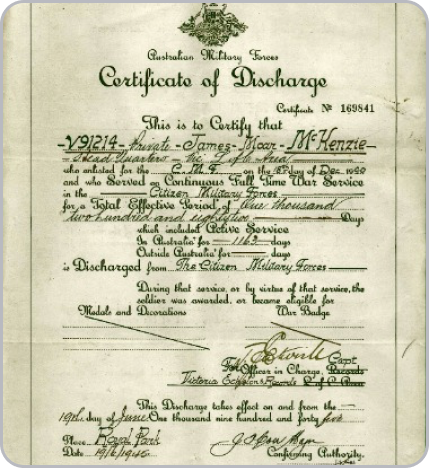 Australian Military Forces
Certificate of Discharge
Certificate No 169841
This is to Certify that
V91214 - Private - James - Moar - McKenzie
Head Quarters - Vic L of C Area
who enlisted for the C.M.F. on the day of Dec 1940
and who Served on Continuous Full Time War Service
in the Citizen Military Forces
for a Total Effective Period of One thousand
two hundred and eighty two Days
which included Active Service
In Australia for 1163 days
Outside Australia for days
is Discharged from The Citizen Military Forces
During that service, or by virtue of that service, the
soldier was awarded, or became eligible for
Medals and Decorations War Badge
Capt
For Officer in Charge, Records
Victoria Echelons Records L of C Area
This Discharge takes effect on and from the
19th day of June One thousand nine hundred and forty five
Place Royal Park
Date 19/6/1945 Confirming Authority.